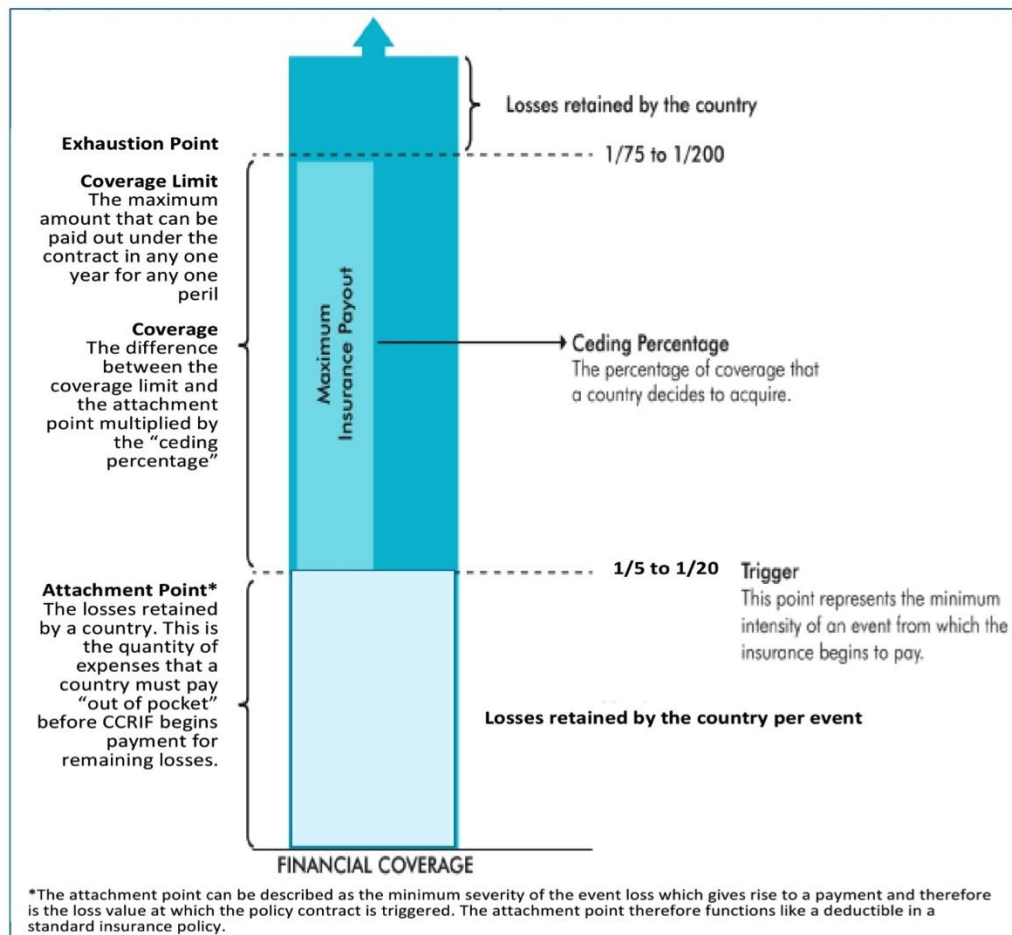 Losses retained by the country
Exhaustion Point
1/75 to 1/200
Coverage Limit
The maximum
amount that can be
paid out under the
contract in any one
year for any one
peril
Coverage
The difference
between the
coverage limit and
the attachment
point multiplied by
the “ceding
percentage”
Maximum
Insurance Payout
Ceding Percentage
The percentage of coverage that
a country decides to acquire.
Attachment Point*
The losses retained
by a country. This is
the quantity of
expenses that a
country must pay
“out of pocket”
before CCRIF begins
payment for
remaining losses.
1/5 to 1/20
Trigger
This point represents the minimum
intensity of an event from which the
insurance begins to pay.
Losses retained by the country per event
FINANCIAL COVERAGE
*The attachment point can be described as the minimum severity of the event loss which gives rise to a payment and therefore
is the loss value at which the policy contract is triggered. The attachment point therefore functions like a deductible in a
standard insurance policy.